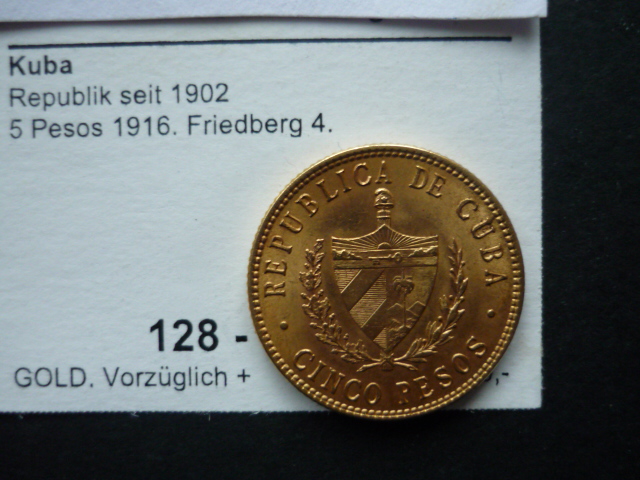 Kuba
Republik seit 1902
5 Pesos 1916. Friedberg 4.
128 -
GOLD. Vorzüglich +
,-
REPUBLICA DE CUBA
CINCO PESOS